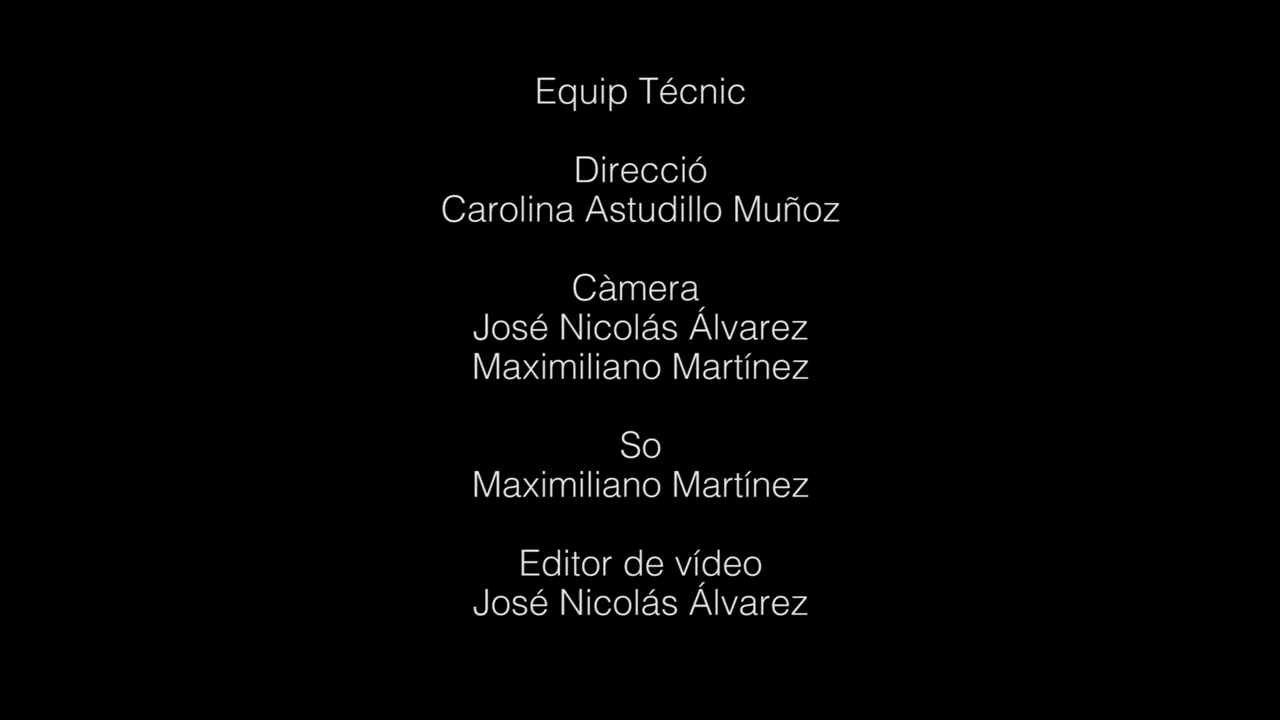 Equip Técnic
Direcció
Carolina Astudillo Muñoz
Càmera
José Nicolás Álvarez
Maximiliano Martínez
So
Maximiliano Martínez
Editor de vídeo
José Nicolás Álvarez